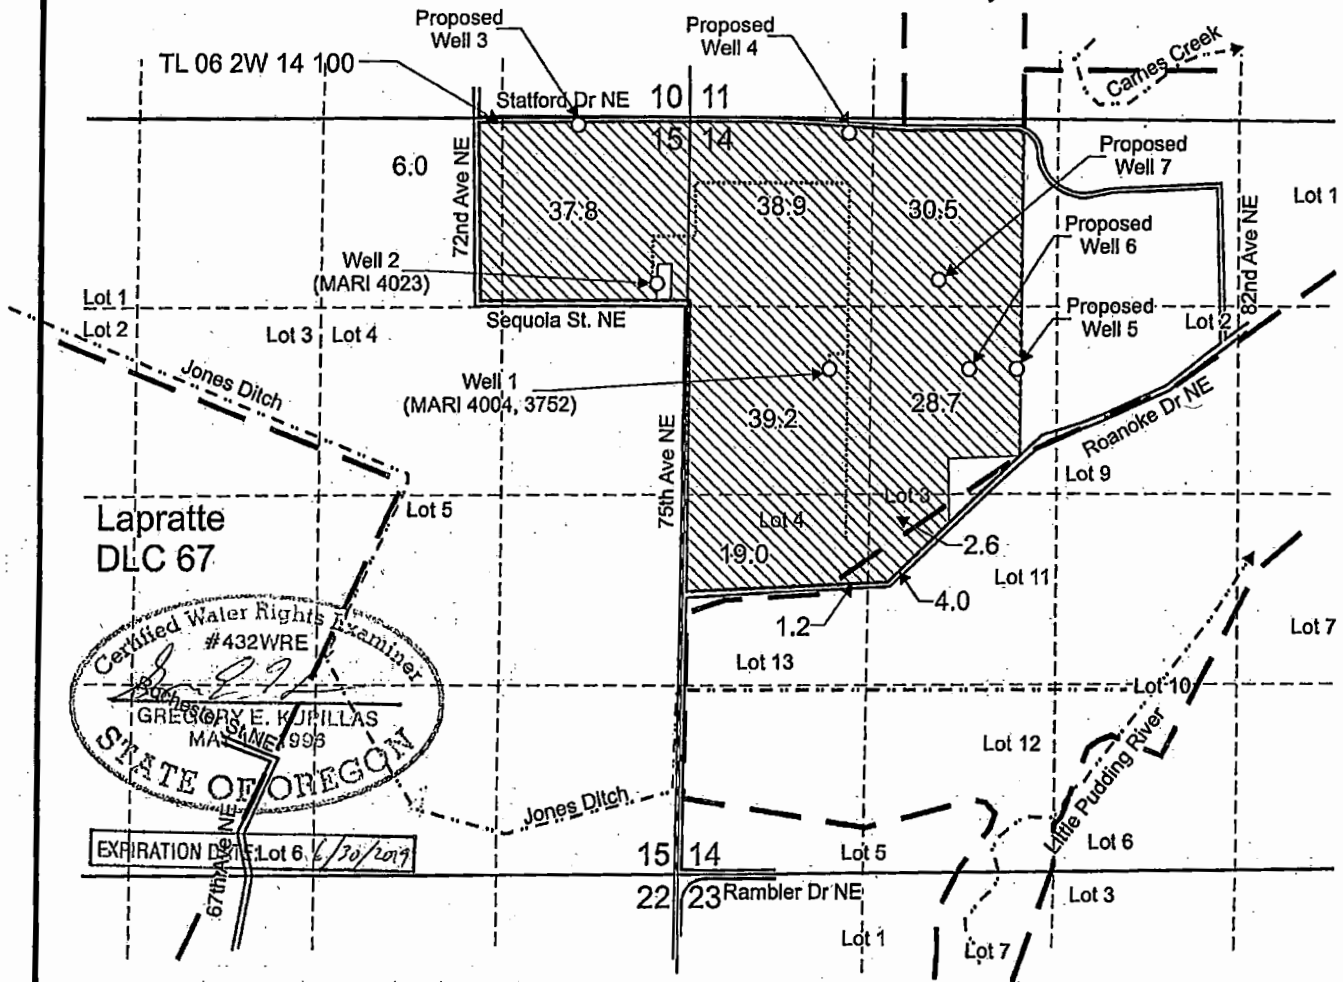 Proposed
Well 3
Proposed
Well 4
Carnes Creek
TL 06 2W 14 100
Statford Dr NE
10 11
15 14
6.0
72nd Ave NE
Proposed
Well 7
Lot 1
37.8
38.9
30.5
82nd Ave NE
Proposed
Well 6
Well 2
(MARI 4023)
Lot 1
Lot 2
Lot 3
Lot 4
Sequoia St. NE
Proposed
Well 5
Lot 2
Jones Ditch
Well 1
(MARI 4004, 3752)
39.2
28.7
Roanoke Dr NE
75th Ave NE
Lot 9
Lapratte
DLC 67
Lot 5
Lot 4
Lot 3
19.0
2.6
Lot 11
4.0
1.2
Lot 7
Certified Water Rights Examiner
#432WRE
Rochester St NE
GREGORY E. KUPILLAS
STATE OF OREGON
Lot 13
Lot 10
Lot 12
Little Pudding River
Jones Ditch
EXPIRATION DATE: 6/30/2019
Lot 6
67th Ave NE
15 14
22 23
Rambler Dr NE
Lot 5
Lot 6
Lot 3
Lot 1
Lot 7